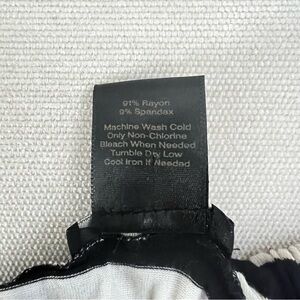 91% Rayon
9% Spandax
Machine Wash Cold
Only Non-Chlorine
Bleach When Needed
Tumble Dry Low
Cool Iron If Needed